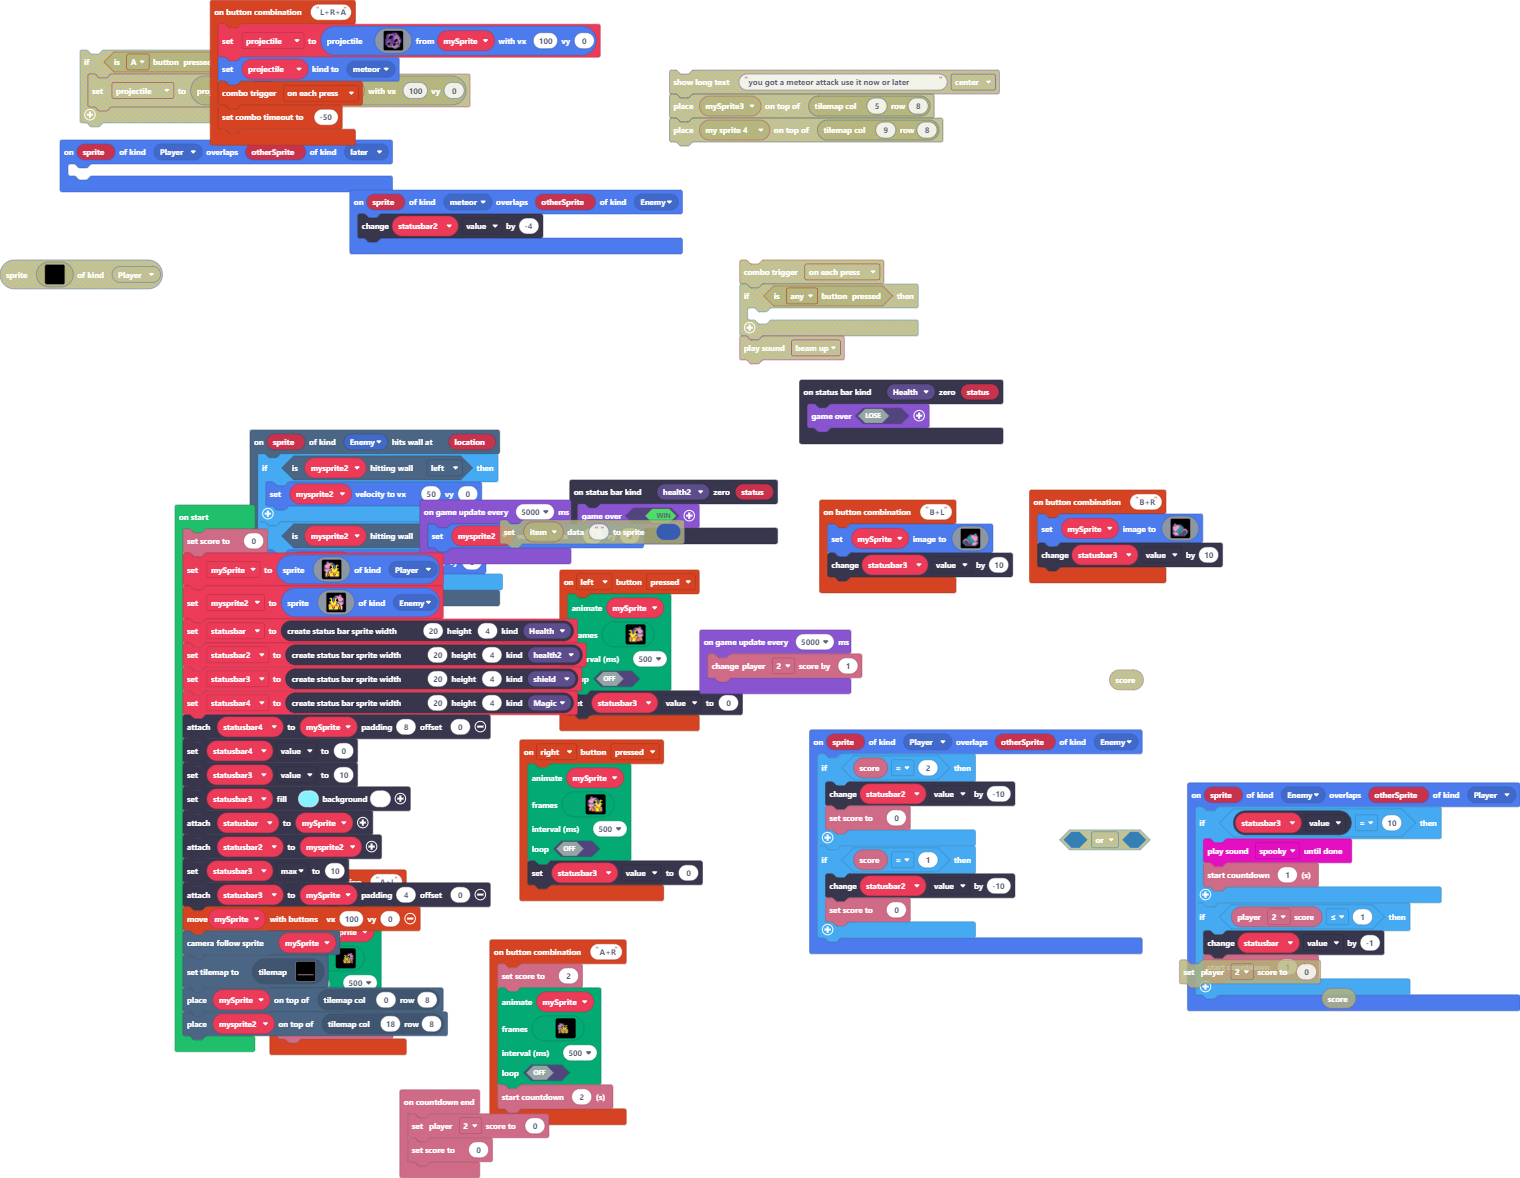 on button combination "L+R+A"
set projectile to projectile from mySprite with vx 100 vy 0
set projectile kind to meteor
combo trigger on each press
set combo timeout to -50
if is A button pressed
set projectile to with vx 100 vy 0
show long text "you got a meteor attack use it now or later" center
place mySprite3 on top of tilemap col 5 row 8
place my sprite 4 on top of tilemap col 9 row 8
on sprite of kind Player overlaps otherSprite of kind later
on sprite of kind meteor overlaps otherSprite of kind Enemy
change statusbar2 value by -4
sprite of kind Player
combo trigger on each press
if is any button pressed then
play sound beam up
on status bar kind Health zero status
game over LOSE
on sprite of kind Enemy hits wall at location
if is mysprite2 hitting wall left then
set mysprite2 velocity to vx 50 vy 0
is mysprite2 hitting wall
on game update every 5000 ms
set mysprite2
on status bar kind health2 zero status
game over WIN
set item data "" to sprite
on start
set score to 0
set mySprite to sprite of kind Player
set mysprite2 to sprite of kind Enemy
set statusbar to create status bar sprite width 20 height 4 kind Health
set statusbar2 to create status bar sprite width 20 height 4 kind health2
set statusbar3 to create status bar sprite width 20 height 4 kind shield
set statusbar4 to create status bar sprite width 20 height 4 kind Magic
attach statusbar4 to mySprite padding 8 offset 0
set statusbar4 value to 0
set statusbar3 value to 10
set statusbar3 fill background
attach statusbar to mySprite
attach statusbar2 to mysprite2
set statusbar3 max to 10
attach statusbar3 to mySprite padding 4 offset 0
move mySprite with buttons vx 100 vy 0
camera follow sprite mySprite
set tilemap to tilemap
500
place mySprite on top of tilemap col 0 row 8
place mysprite2 on top of tilemap col 18 row 8
on left button pressed
animate mySprite
500
OFF
statusbar3 value to 0
on right button pressed
animate mySprite
frames
interval (ms) 500
loop OFF
set statusbar3 value to 0
on button combination "B+L"
set mySprite image to
change statusbar3 value by 10
on button combination "B+R"
set mySprite image to
change statusbar3 value by 10
on game update every 5000 ms
change player 2 score by 1
score
on sprite of kind Player overlaps otherSprite of kind Enemy
if score = 2 then
change statusbar2 value by -10
set score to 0
if score = 1 then
change statusbar2 value by -10
set score to 0
or
on sprite of kind Enemy overlaps otherSprite of kind Player
if statusbar3 value = 10 then
play sound spooky until done
start countdown 1 (s)
if player 2 score ≤ 1 then
change statusbar value by -1
set player 2 score to 0
score
on button combination "A+R"
set score to 2
animate mySprite
frames
interval (ms) 500
loop OFF
start countdown 2 (s)
on countdown end
set player 2 score to 0
set score to 0